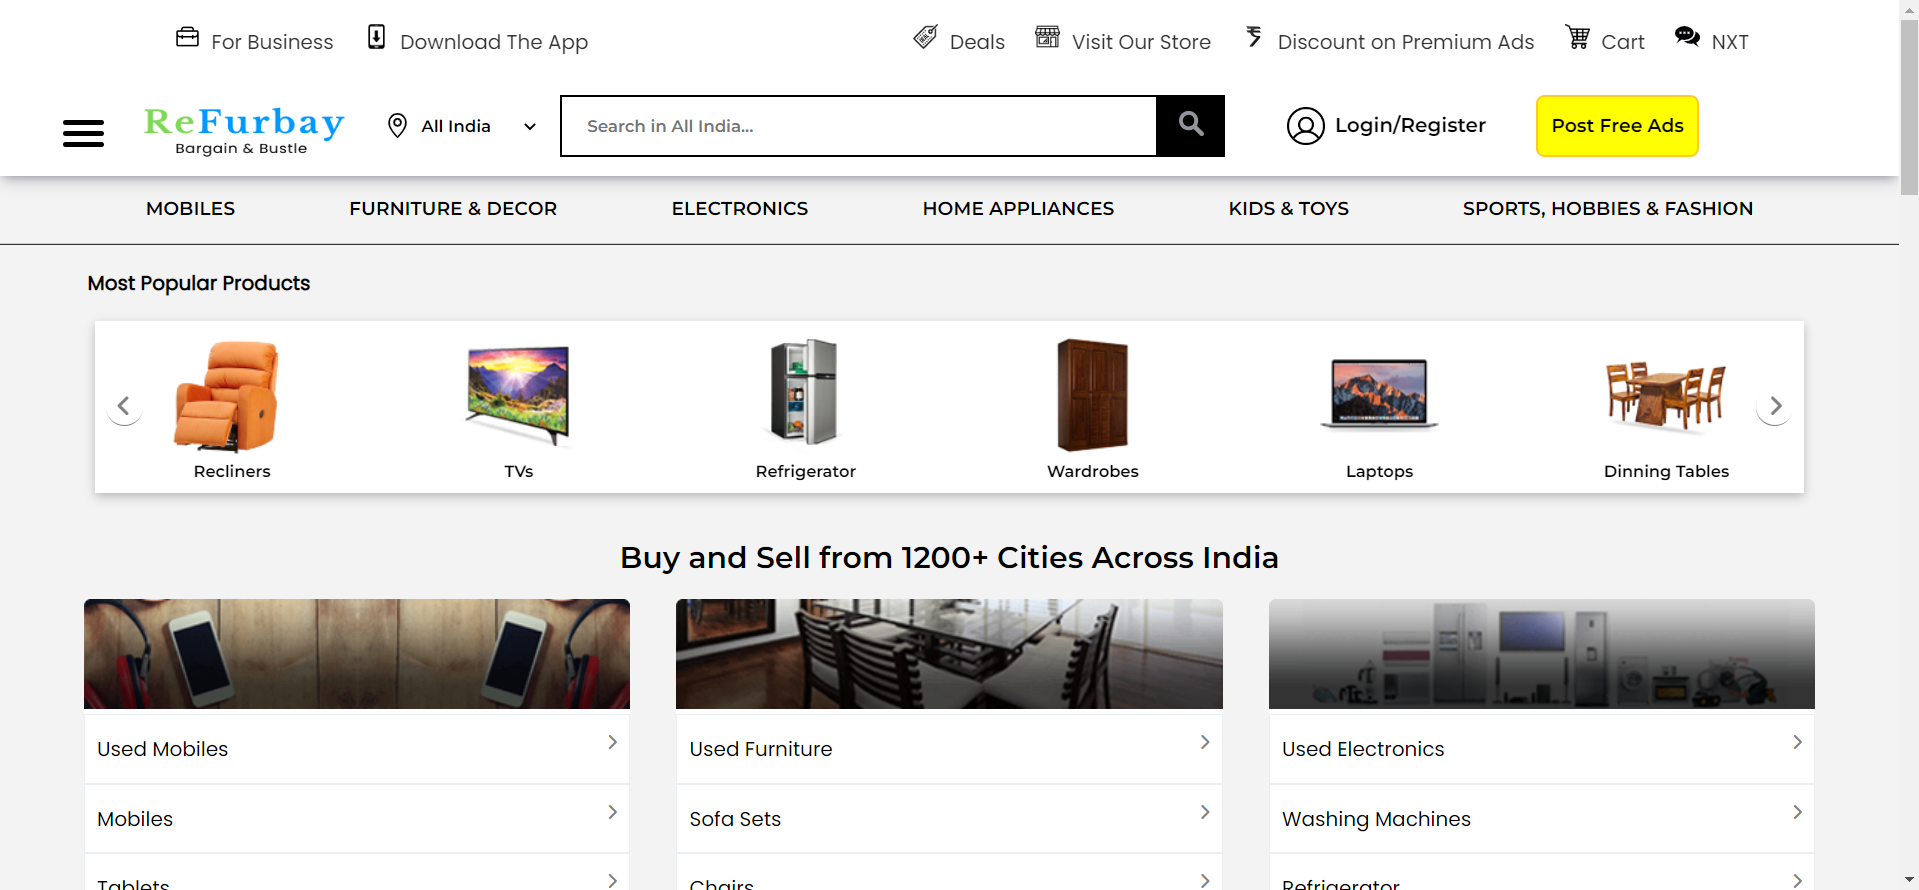 For Business Download The App Deals Visit Our Store Discount on Premium Ads Cart NXT
ReFurbay
Bargain & Bustle
All India
Search in All India...
Login/Register
Post Free Ads
MOBILES FURNITURE & DECOR ELECTRONICS HOME APPLIANCES KIDS & TOYS SPORTS, HOBBIES & FASHION
Most Popular Products
Recliners TVs Refrigerator Wardrobes Laptops Dinning Tables
Buy and Sell from 1200+ Cities Across India
Used Mobiles Used Furniture Used Electronics
Mobiles Sofa Sets Washing Machines
Tablets Chairs Refrigerator